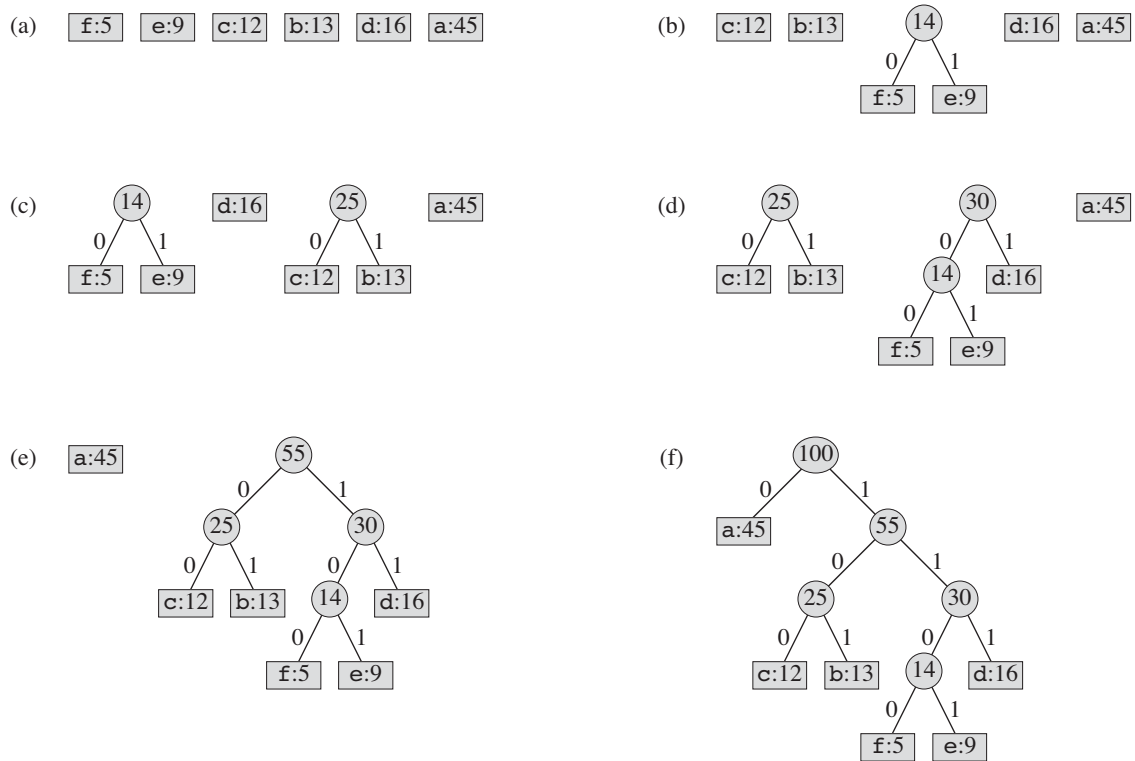 (a) f:5 e:9 c:12 b:13 d:16 a:45
(b) c:12 b:13 14 d:16 a:45
0 1
f:5 e:9
(c) 14 d:16 25 a:45
0 1 0 1
f:5 e:9 c:12 b:13
(d) 25 30 a:45
0 1 0 1
c:12 b:13 14 d:16
0 1
f:5 e:9
(e) a:45 55
0 1
25 30
0 1 0 1
c:12 b:13 14 d:16
0 1
f:5 e:9
(f) 100
0 1
a:45 55
0 1
25 30
0 1 0 1
c:12 b:13 14 d:16
0 1
f:5 e:9